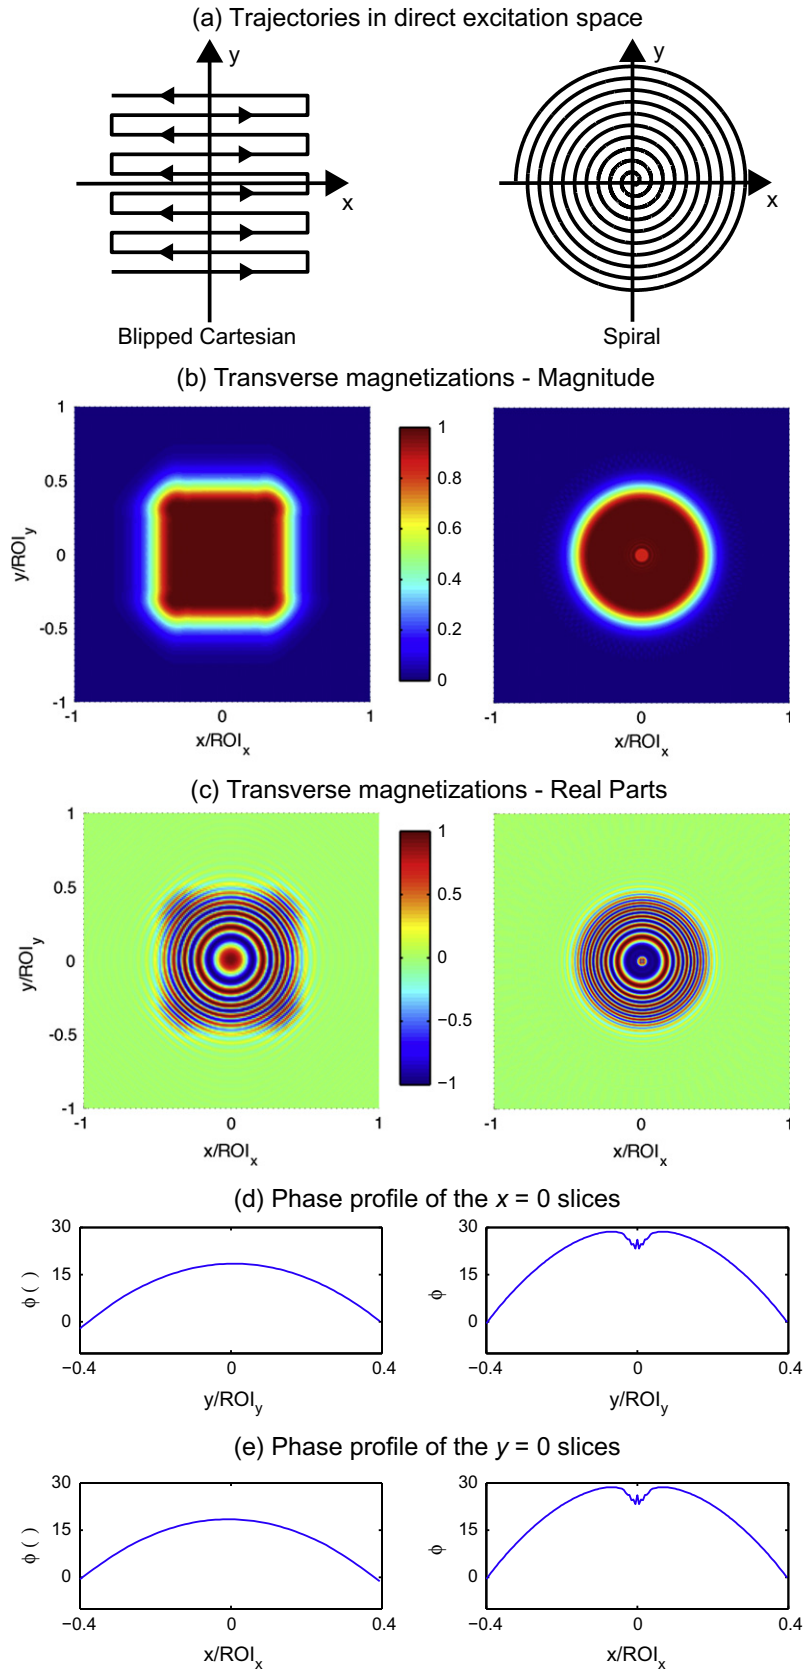 (a) Trajectories in direct excitation space
y
y
x
x
Blipped Cartesian
Spiral
(b) Transverse magnetizations - Magnitude
1
0.5
0
-0.5
-1
y/ROIy
-1
0
1
x/ROIx
1
0.8
0.6
0.4
0.2
0
-1
0
1
x/ROIx
(c) Transverse magnetizations - Real Parts
1
0.5
0
-0.5
-1
y/ROIy
-1
0
1
x/ROIx
1
0.5
0
−0.5
−1
-1
0
1
x/ROIx
(d) Phase profile of the x = 0 slices
30
15
0
ϕ ( )
−0.4
0
0.4
y/ROIy
30
15
0
ϕ
−0.4
0
0.4
y/ROIy
(e) Phase profile of the y = 0 slices
30
15
0
ϕ ( )
−0.4
0
0.4
x/ROIx
30
15
0
ϕ
−0.4
0
0.4
x/ROIx